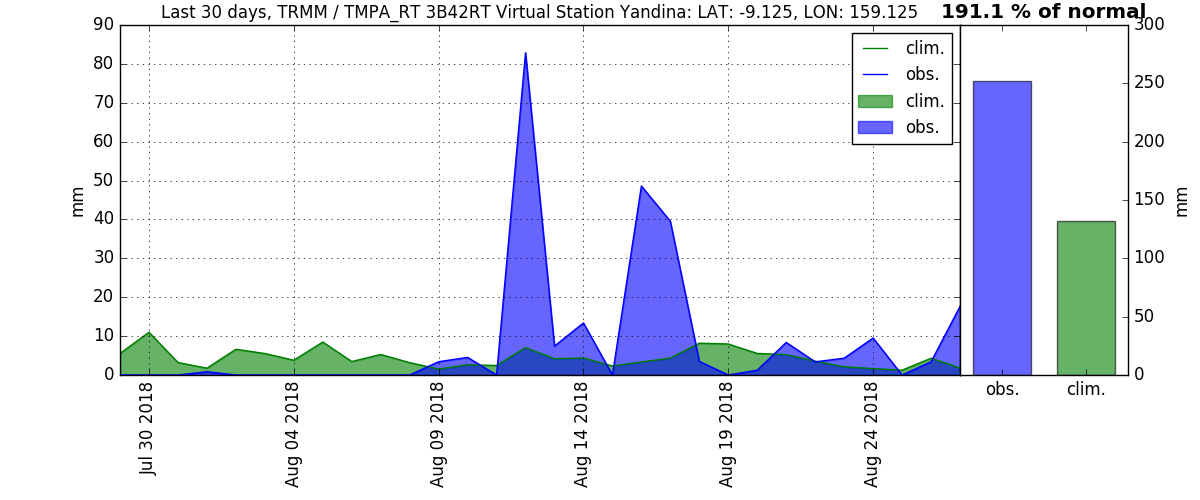 Last 30 days, TRMM / TMPA_RT 3B42RT Virtual Station Yandina: LAT: -9.125, LON: 159.125
191.1 % of normal
90
80
70
60
50
40
30
20
10
0
mm
clim.
obs.
clim.
obs.
Jul 30 2018
Aug 04 2018
Aug 09 2018
Aug 14 2018
Aug 19 2018
Aug 24 2018
300
250
200
150
100
50
0
mm
obs.
clim.